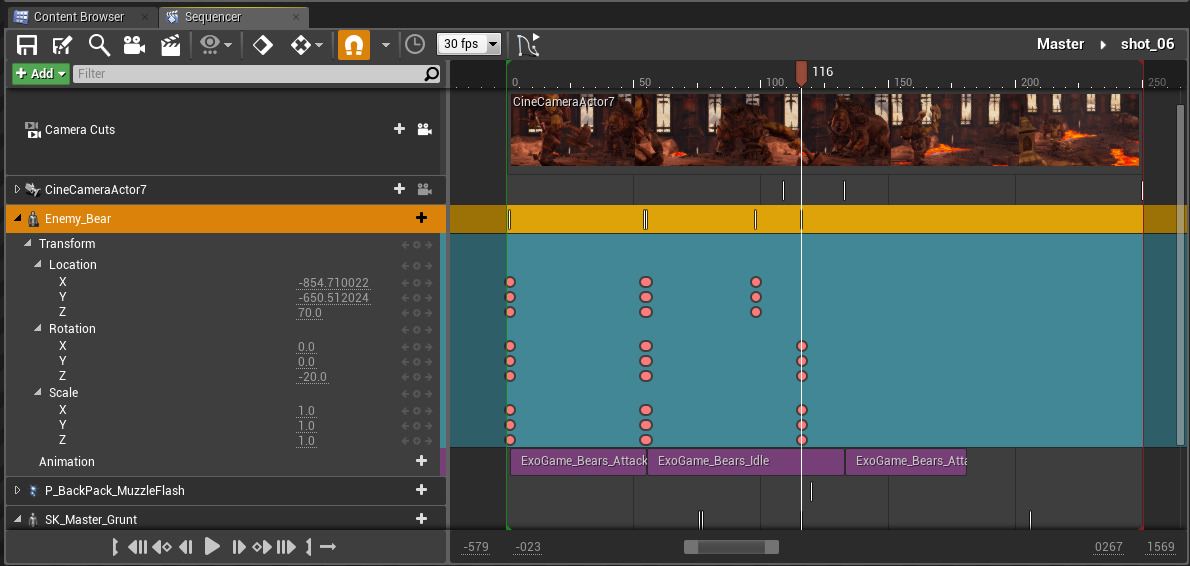 Content Browser
Sequencer
30 fps
Master
shot_06
Add
Filter
0
50
100
116
150
200
250
CineCameraActor7
Camera Cuts
CineCameraActor7
Enemy_Bear
Transform
Location
X -854.710022
Y -650.512024
Z 70.0
Rotation
X 0.0
Y 0.0
Z -20.0
Scale
X 1.0
Y 1.0
Z 1.0
Animation
ExoGame_Bears_Attack
ExoGame_Bears_Idle
ExoGame_Bears_Atta
P_BackPack_MuzzleFlash
SK_Master_Grunt
-579
-023
0267
1569